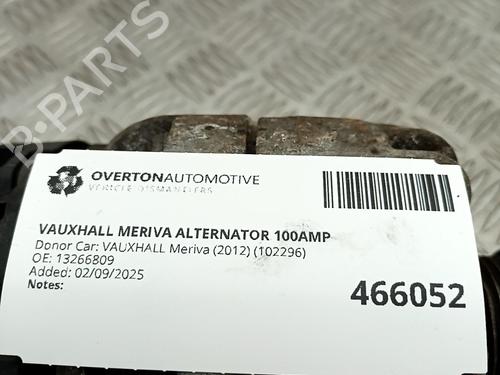 B-PARTS
OVERTONAUTOMOTIVE
VEHICLE DISMANTLERS
VAUXHALL MERIVA ALTERNATOR 100AMP
Donor Car: VAUXHALL Meriva (2012) (102296)
OE: 13266809
Added: 02/09/2025
Notes:
466052